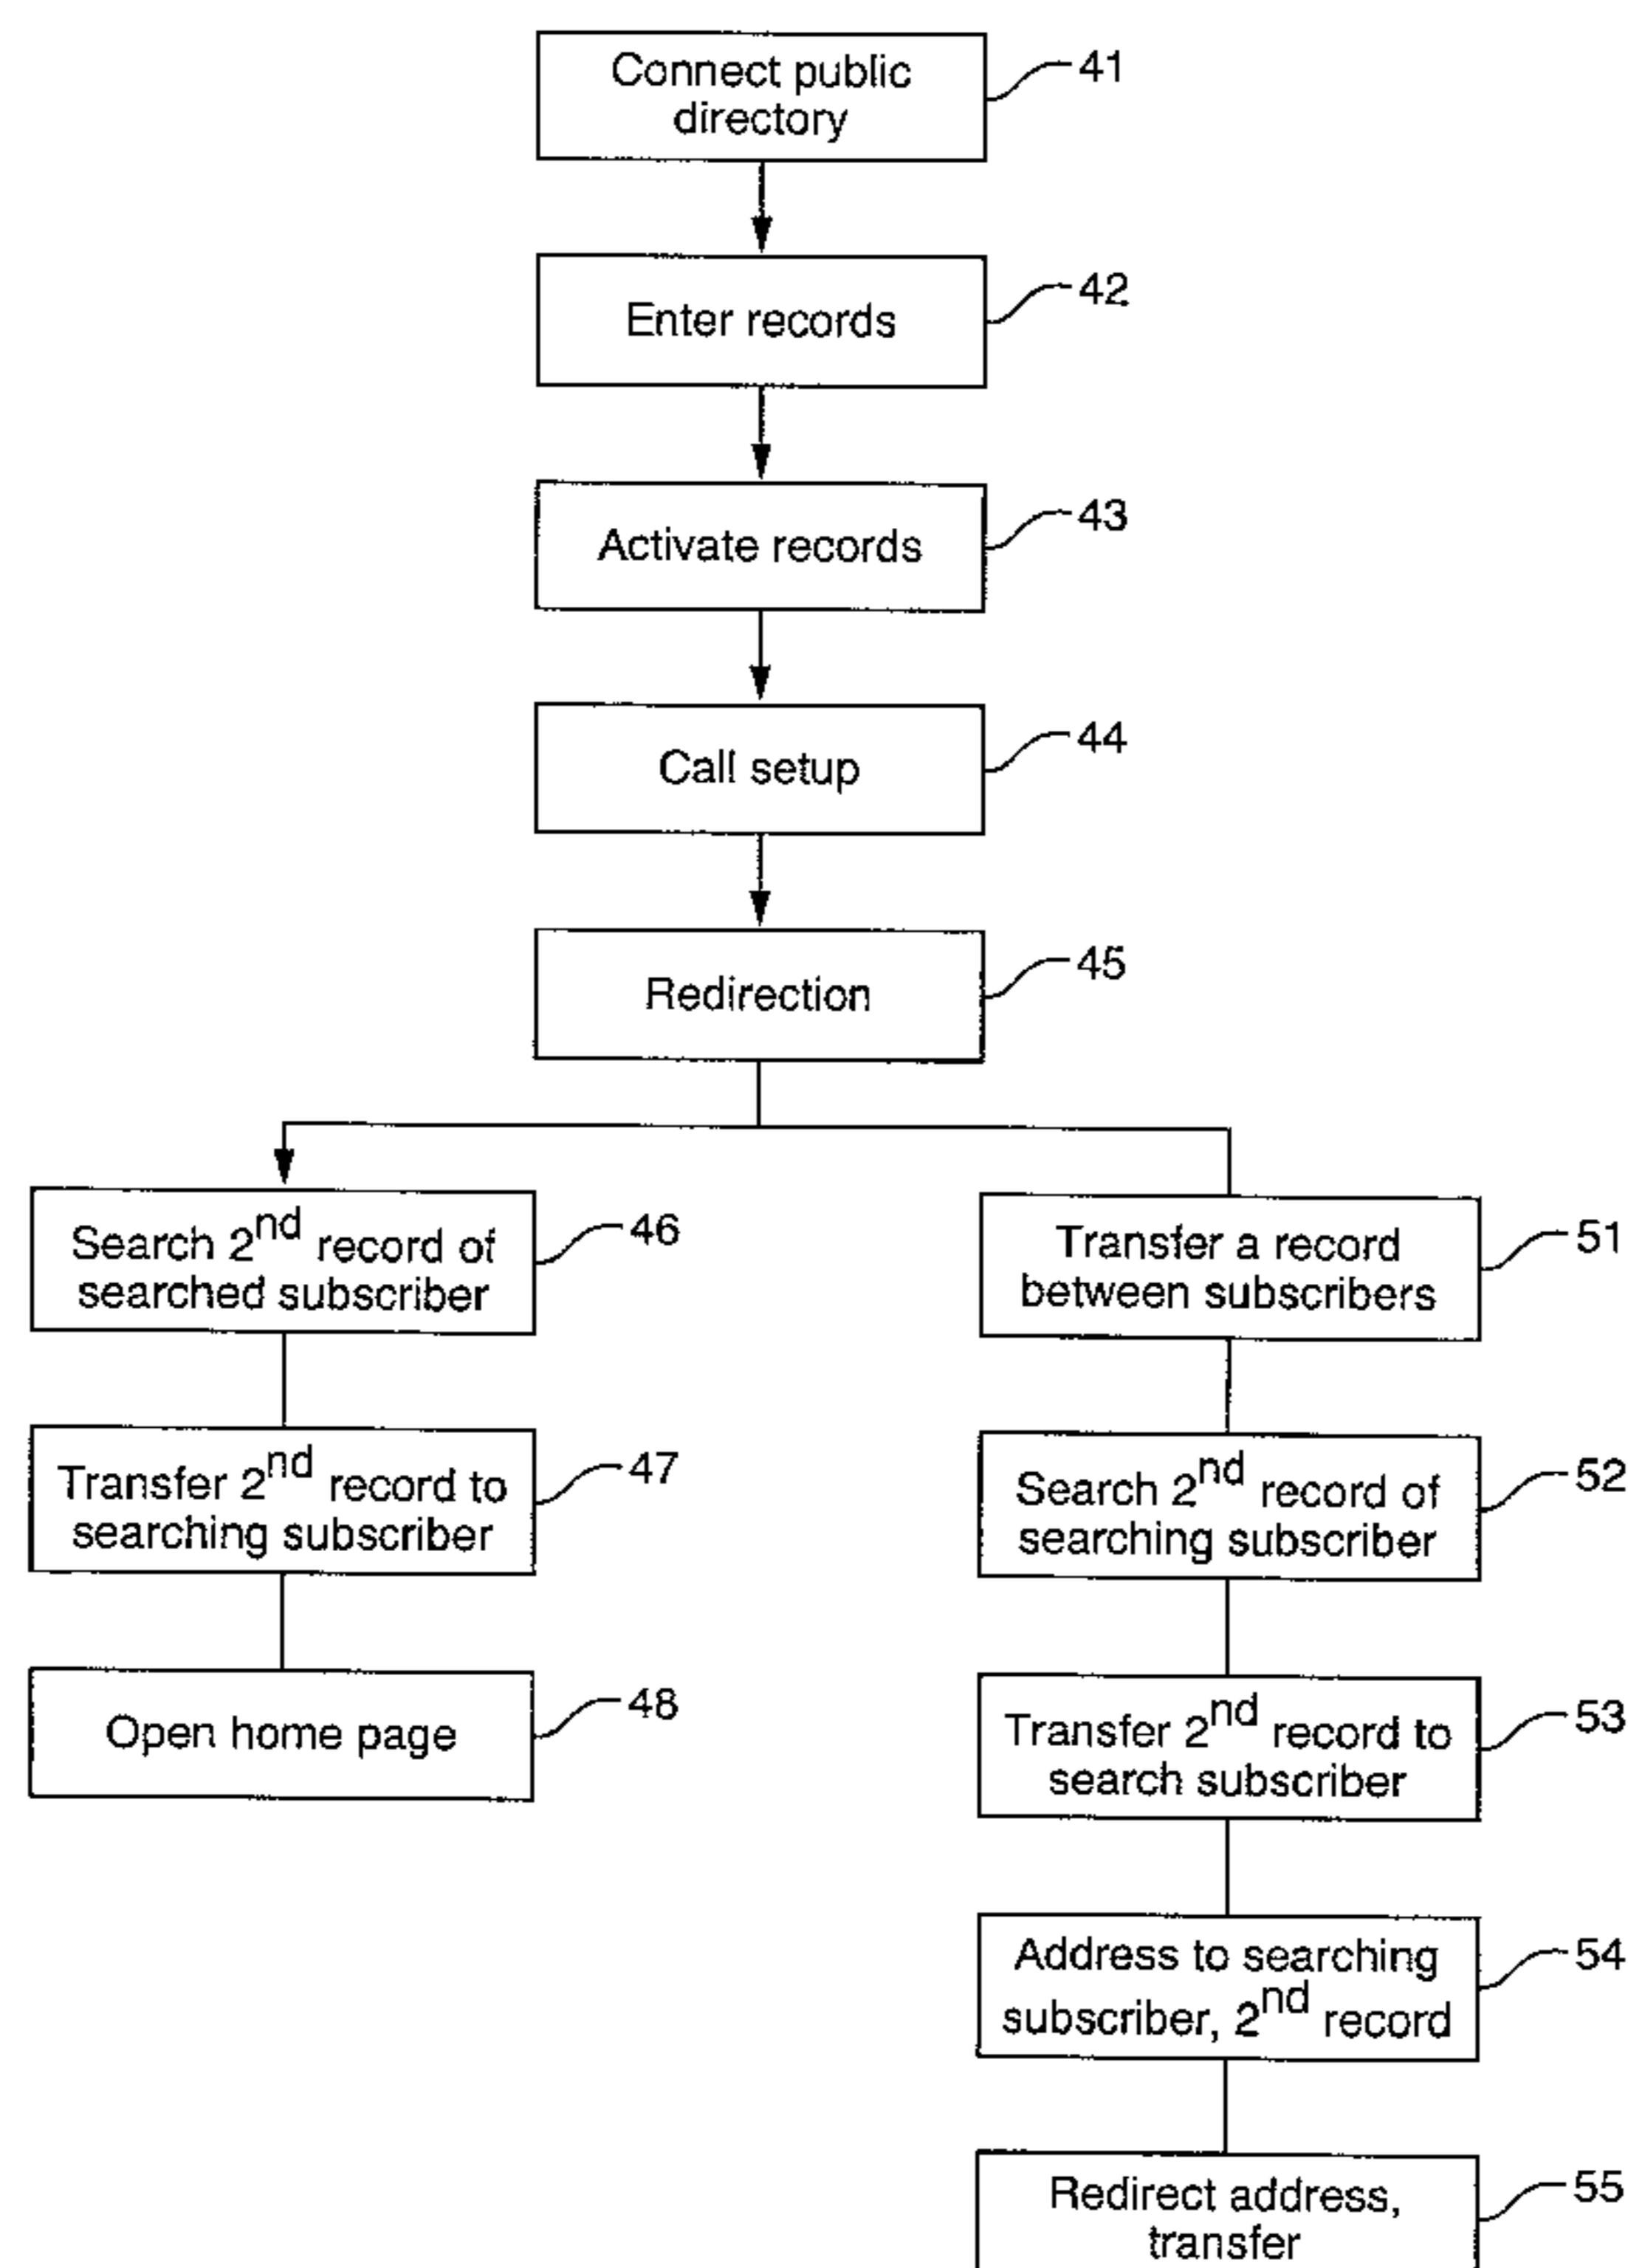 Connect public
directory
41
Enter records
42
Activate records
43
Call setup
44
Redirection
45
Search 2nd record of
searched subscriber
46
Transfer 2nd record to
searching subscriber
47
Open home page
48
Transfer a record
between subscribers
51
Search 2nd record of
searching subscriber
52
Transfer 2nd record to
search subscriber
53
Address to searching
subscriber, 2nd record
54
Redirect address,
transfer
55